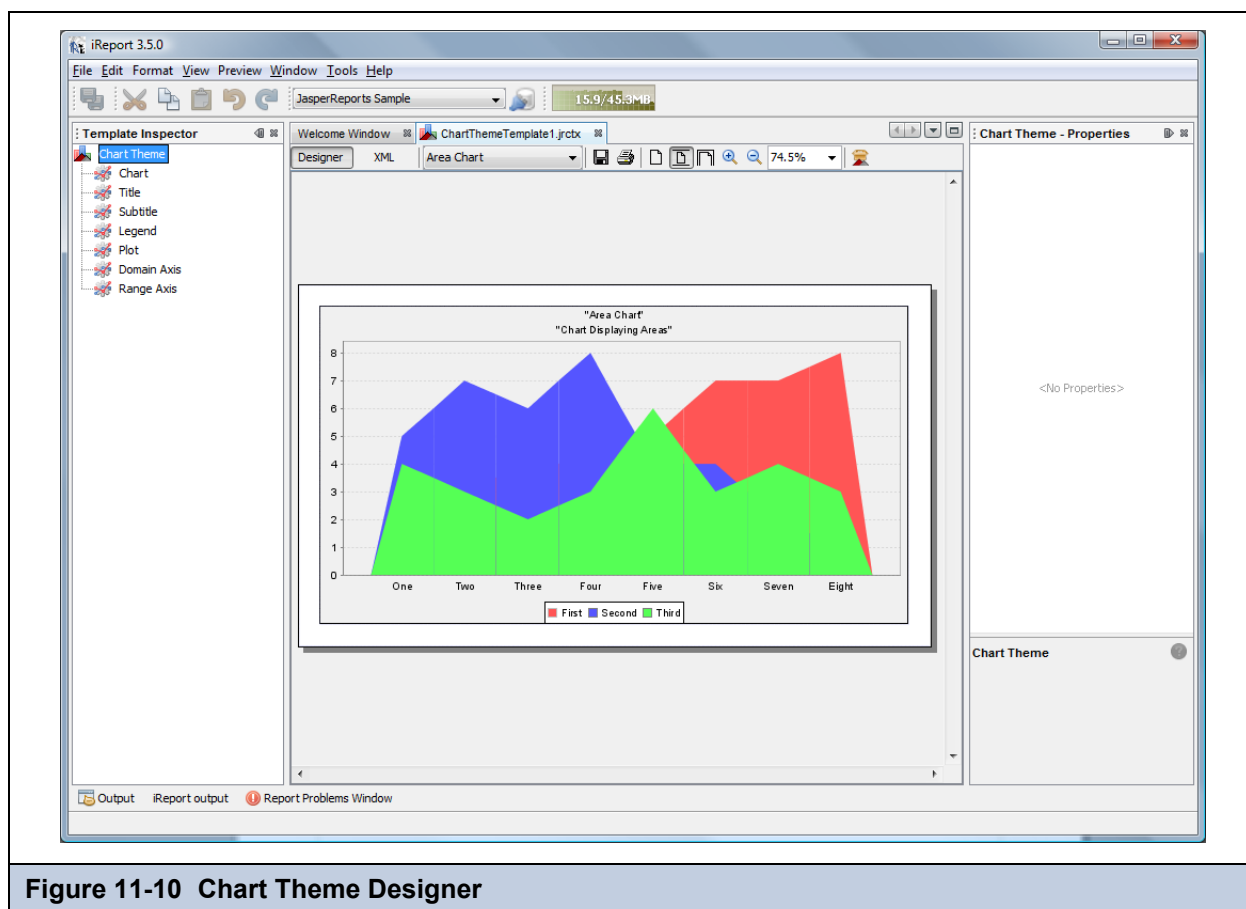 iReport 3.5.0
File Edit Format View Preview Window Tools Help
JasperReports Sample
15.9/45.3MB
Template Inspector
Chart Theme
Chart
Title
Subtitle
Legend
Plot
Domain Axis
Range Axis
Welcome Window
ChartThemeTemplate1.jrctx
Designer XML Area Chart 74.5%
"Area Chart"
"Chart Displaying Areas"
8
7
6
5
4
3
2
1
0
One Two Three Four Five Six Seven Eight
First Second Third
Chart Theme - Properties
<No Properties>
Chart Theme
Output iReport output Report Problems Window
Figure 11-10 Chart Theme Designer